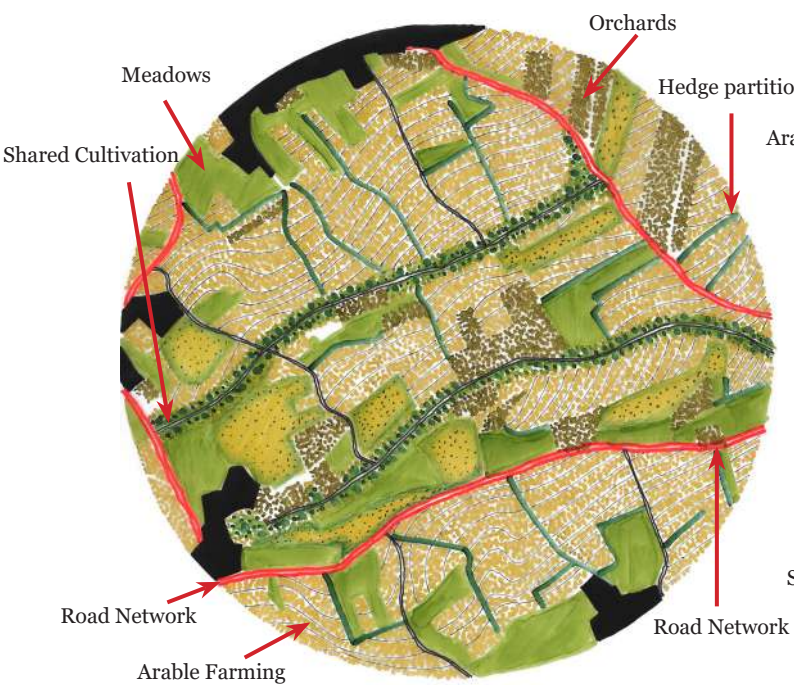 Orchards
Meadows
Hedge partitio
Ara
Shared Cultivation
S
Road Network
Road Network
Arable Farming